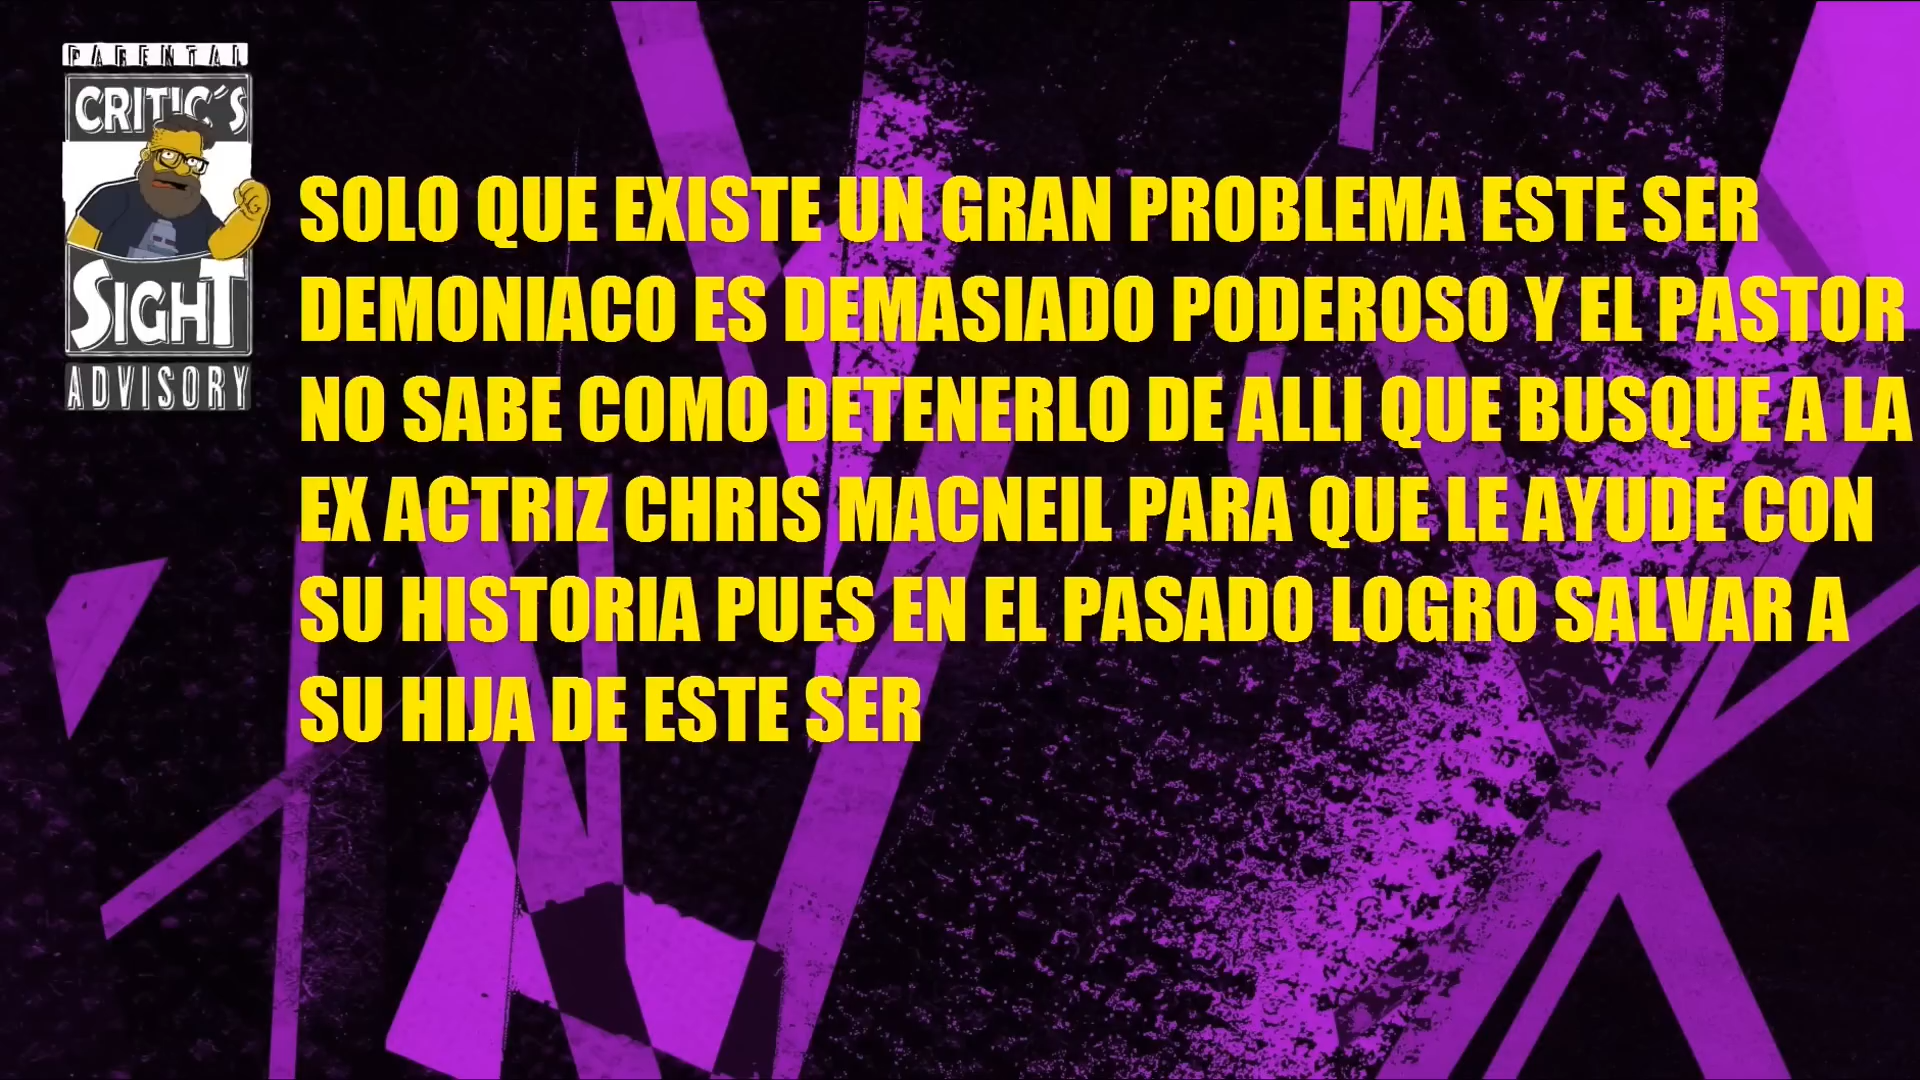 PARENTAL
CRITIC´S
SIGHT
ADVISORY
SOLO QUE EXISTE UN GRAN PROBLEMA ESTE SER
DEMONIACO ES DEMASIADO PODEROSO Y EL PASTOR
NO SABE COMO DETENERLO DE ALLI QUE BUSQUE A LA
EX ACTRIZ CHRIS MACNEIL PARA QUE LE AYUDE CON
SU HISTORIA PUES EN EL PASADO LOGRO SALVAR A
SU HIJA DE ESTE SER